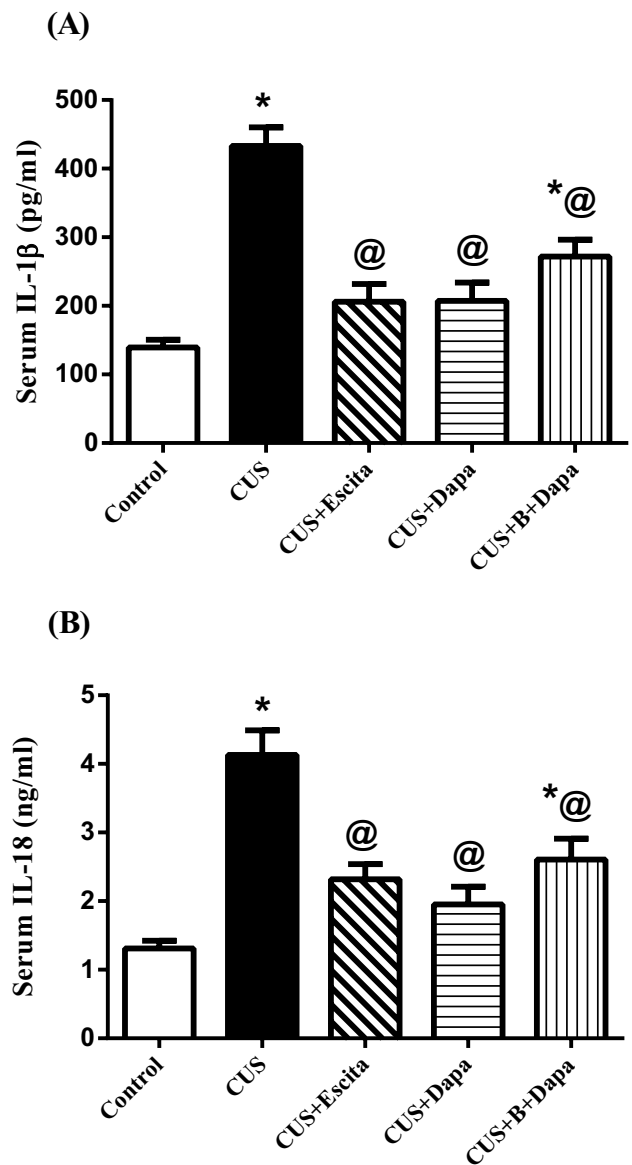 (A)
Serum IL-1β (pg/ml)
500
400
300
200
100
0
*
@
@
*@
Control
CUS
CUS+Escita
CUS+Dapa
CUS+B+Dapa
(B)
Serum IL-18 (ng/ml)
5
4
3
2
1
0
*
@
@
*@
Control
CUS
CUS+Escita
CUS+Dapa
CUS+B+Dapa